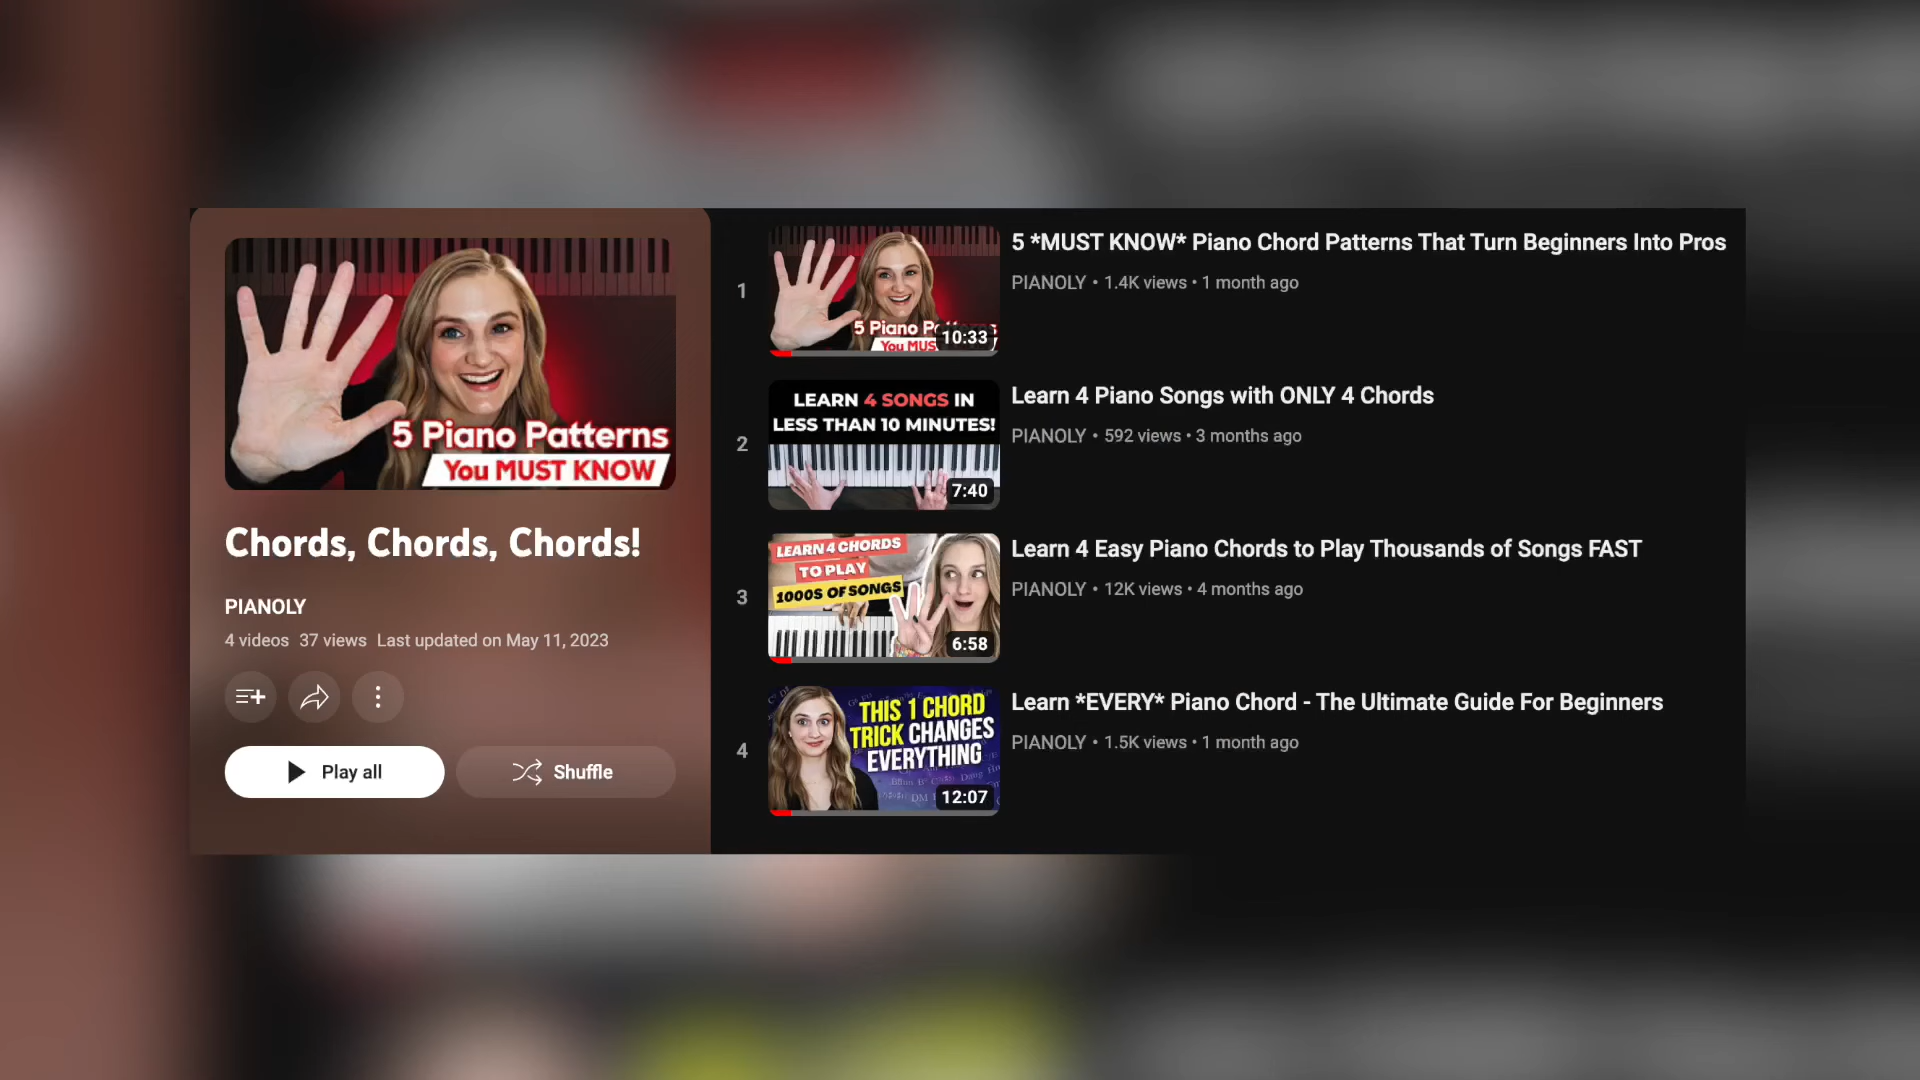 5 Piano Patterns
You MUST KNOW
Chords, Chords, Chords!
PIANOLY
4 videos 37 views Last updated on May 11, 2023
Play all
Shuffle
1
5 Piano P
You MUS
10:33
5 *MUST KNOW* Piano Chord Patterns That Turn Beginners Into Pros
PIANOLY • 1.4K views • 1 month ago
2
LEARN 4 SONGS IN
LESS THAN 10 MINUTES!
7:40
Learn 4 Piano Songs with ONLY 4 Chords
PIANOLY • 592 views • 3 months ago
3
LEARN 4 CHORDS
TO PLAY
1000S OF SONGS
6:58
Learn 4 Easy Piano Chords to Play Thousands of Songs FAST
PIANOLY • 12K views • 4 months ago
4
THIS 1 CHORD
TRICK CHANGES
EVERYTHING
12:07
Learn *EVERY* Piano Chord - The Ultimate Guide For Beginners
PIANOLY • 1.5K views • 1 month ago